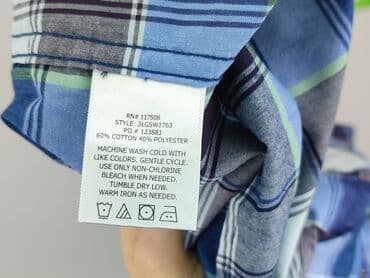 RN# 117508
STYLE: 3LGSW1763
PO # 123881
60% COTTON 40% POLYESTER
MACHINE WASH COLD WITH
LIKE COLORS. GENTLE CYCLE.
USE ONLY NON-CHLORINE
BLEACH WHEN NEEDED.
TUMBLE DRY LOW.
WARM IRON AS NEEDED.